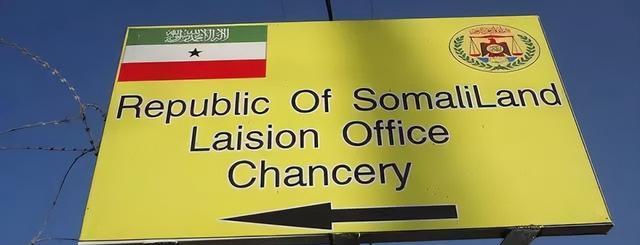 Republic Of SomaliLand
Laision Office
Chancery